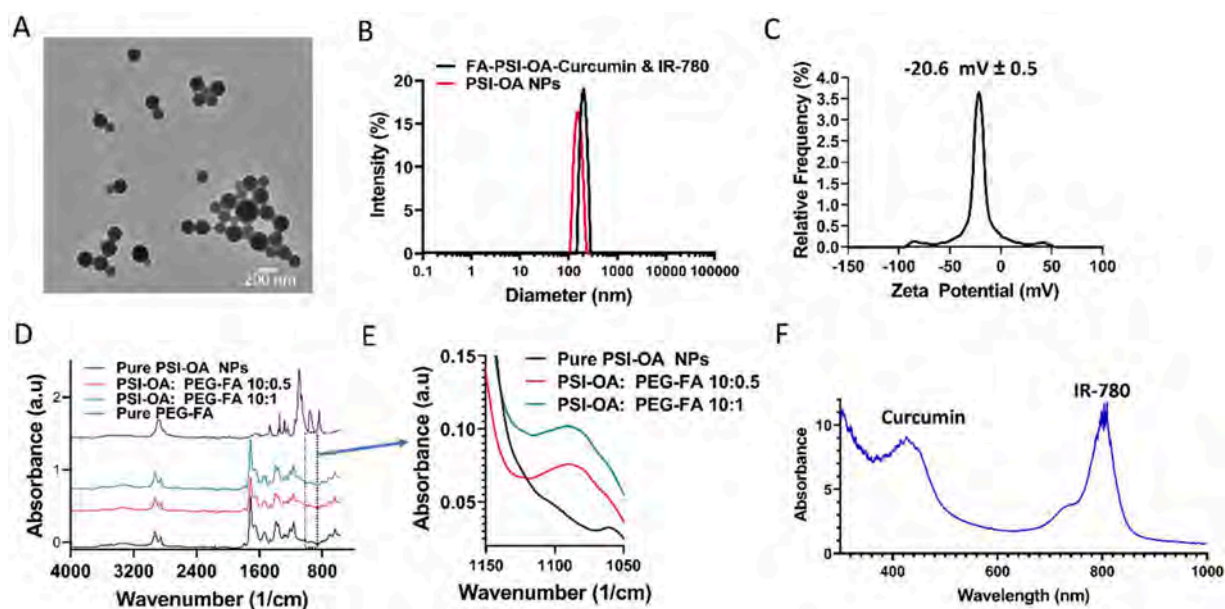 A
200 nm
B
FA-PSI-OA-Curcumin & IR-780
PSI-OA NPs
Intensity (%)
20
15
10
5
0
0.1 1 10 100 1000 10000 100000
Diameter (nm)
C
-20.6 mV ± 0.5
Relative Frequency (%)
4.0
3.5
3.0
2.5
2.0
1.5
1.0
0.5
0.0
-150 -100 -50 0 50 100
Zeta Potential (mV)
D
Pure PSI-OA NPs
PSI-OA: PEG-FA 10:0.5
PSI-OA: PEG-FA 10:1
Pure PEG-FA
Absorbance (a.u)
2
1
0
4000 3200 2400 1600 800
Wavenumber (1/cm)
E
Pure PSI-OA NPs
PSI-OA: PEG-FA 10:0.5
PSI-OA: PEG-FA 10:1
Absorbance (a.u)
0.15
0.10
0.05
1150 1100 1050
Wavenumber (1/cm)
F
Curcumin
IR-780
Absorbance
10
5
0
400 600 800 1000
Wavelength (nm)